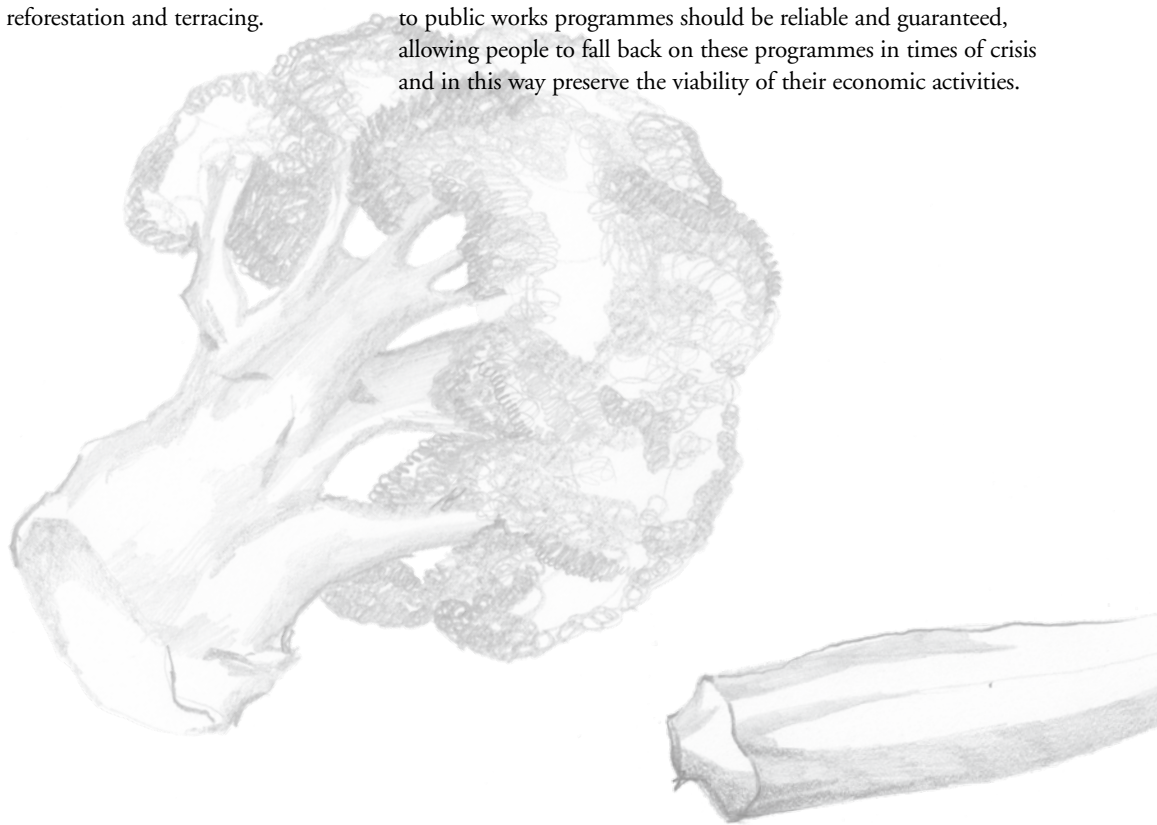 reforestation and terracing.
to public works programmes should be reliable and guaranteed,
allowing people to fall back on these programmes in times of crisis
and in this way preserve the viability of their economic activities.